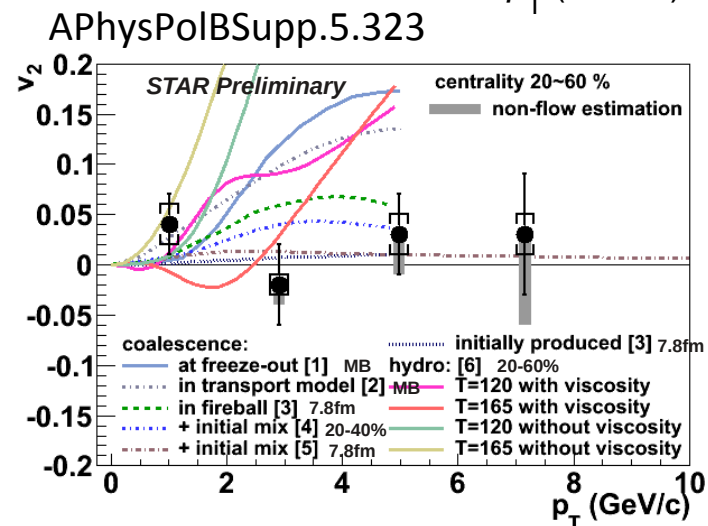 APhysPolBSupp.5.323
v2
STAR Preliminary
centrality 20~60 %
non-flow estimation
0.2
0.15
0.1
0.05
0
-0.05
-0.1
-0.15
-0.2
coalescence:
at freeze-out [1] MB
in transport model [2] MB
in fireball [3] 7.8fm
+ initial mix [4] 20-40%
+ initial mix [5] 7.8fm
initially produced [3] 7.8fm
hydro: [6] 20-60%
T=120 with viscosity
T=165 with viscosity
T=120 without viscosity
T=165 without viscosity
0 2 4 6 8 10
pT (GeV/c)